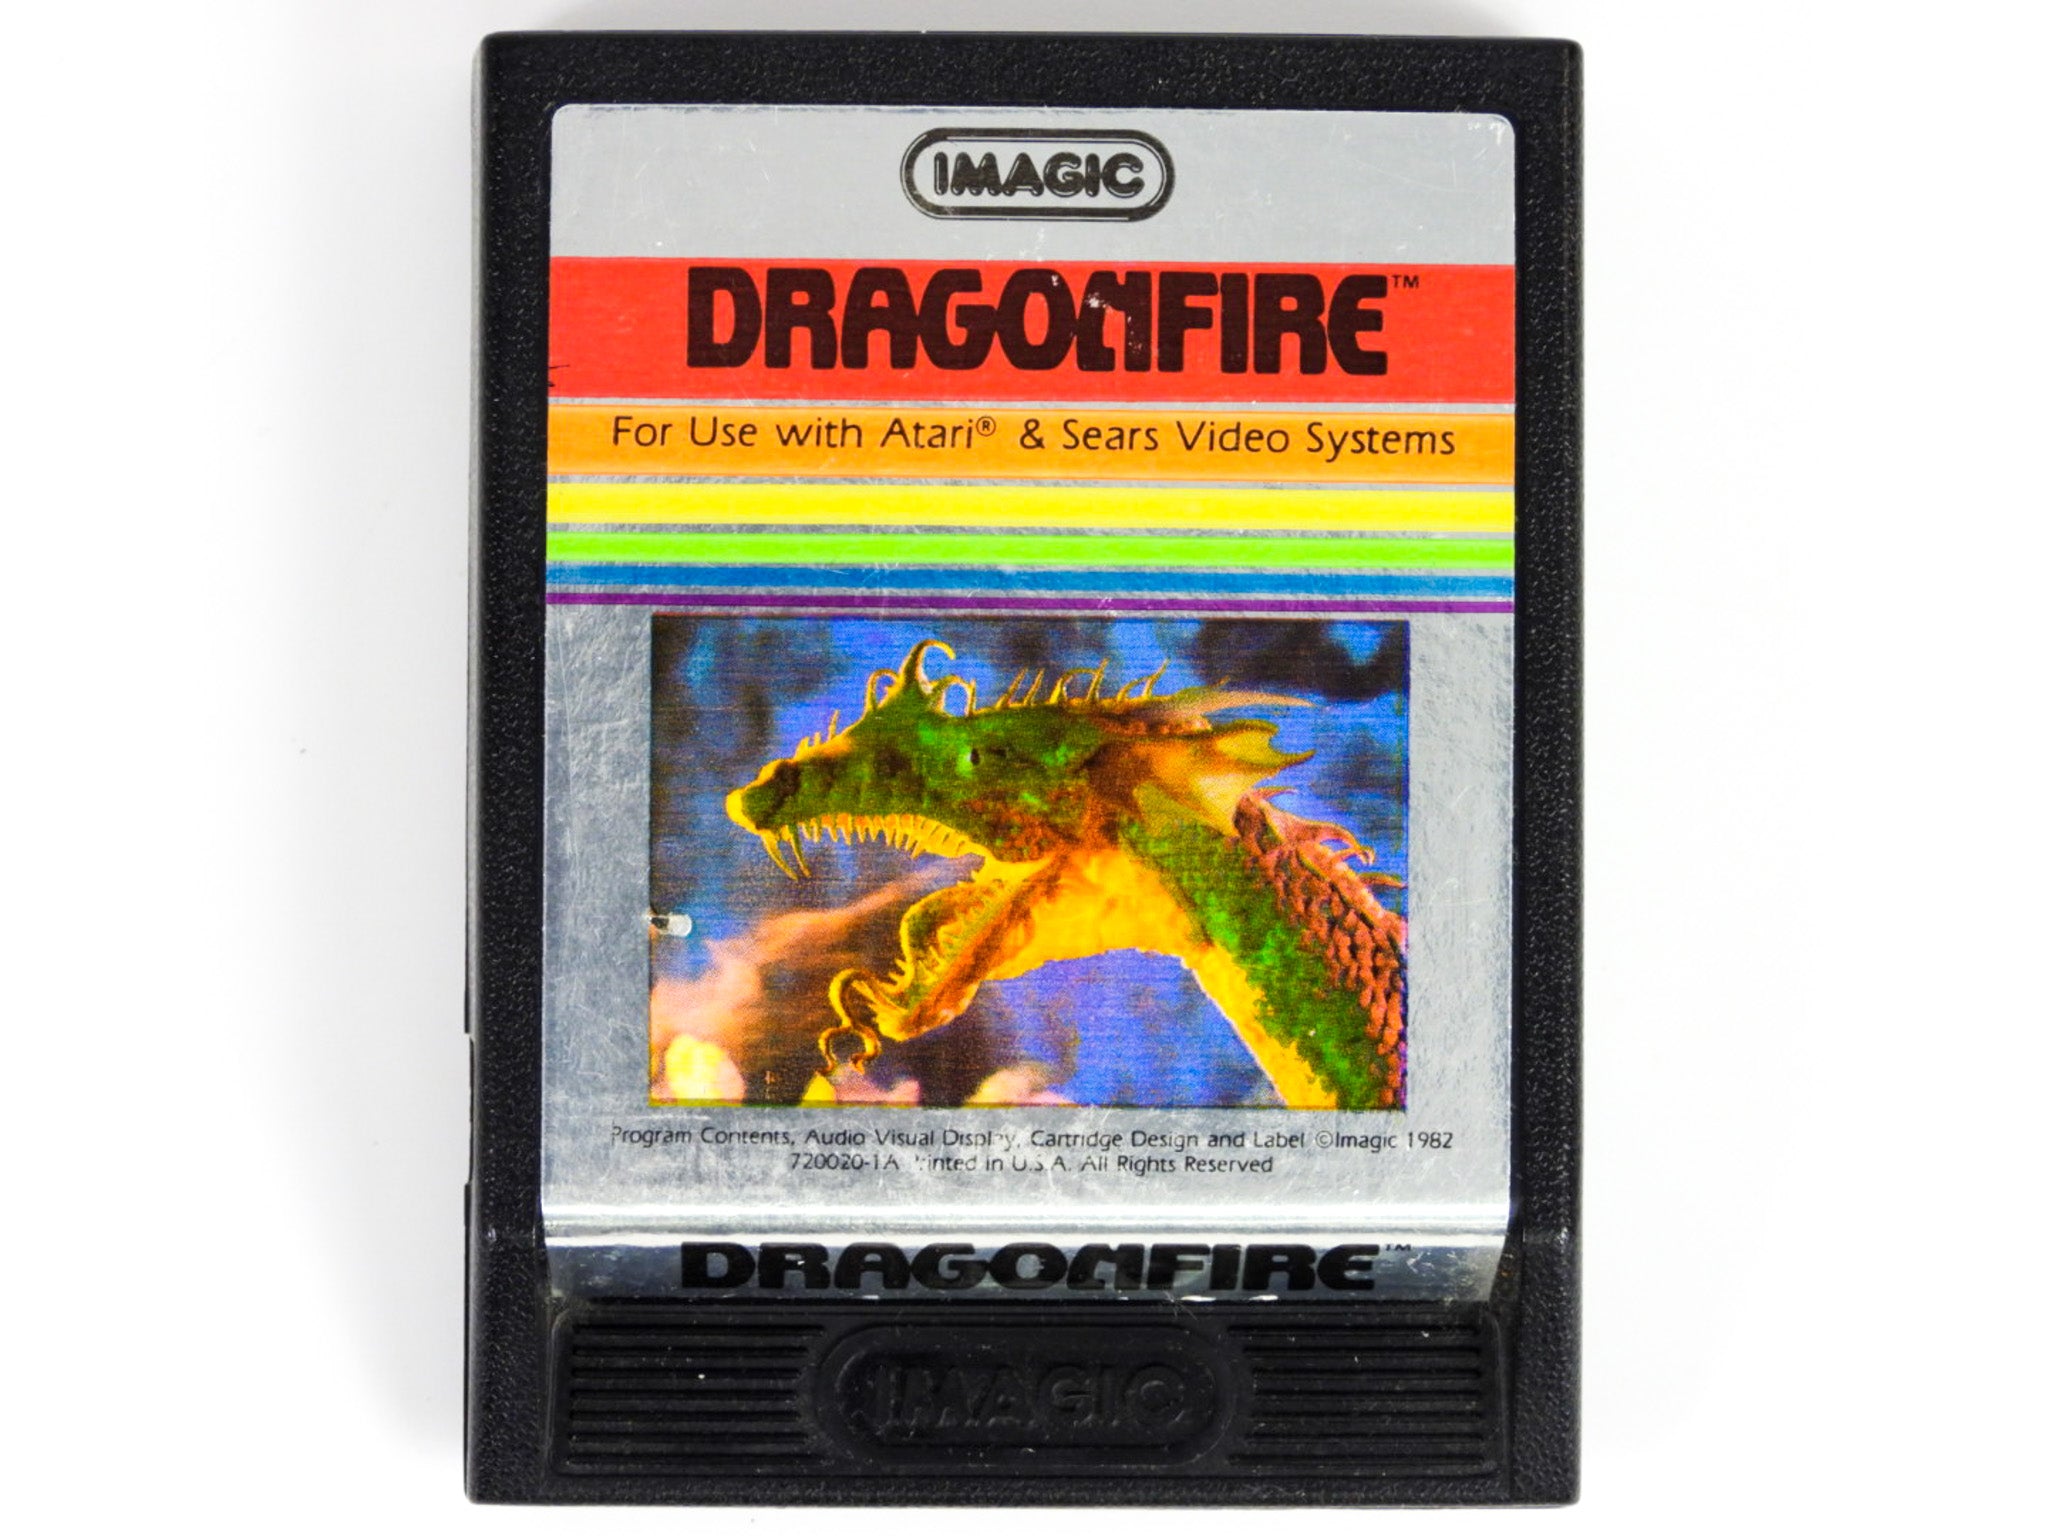 IMAGIC
DRAGONFIRE™
For Use with Atari® & Sears Video Systems
Program Contents, Audio Visual Display, Cartridge Design and Label ©Imagic 1982
720020-1A Printed in U.S.A. All Rights Reserved
DRAGONFIRE™
IMAGIC